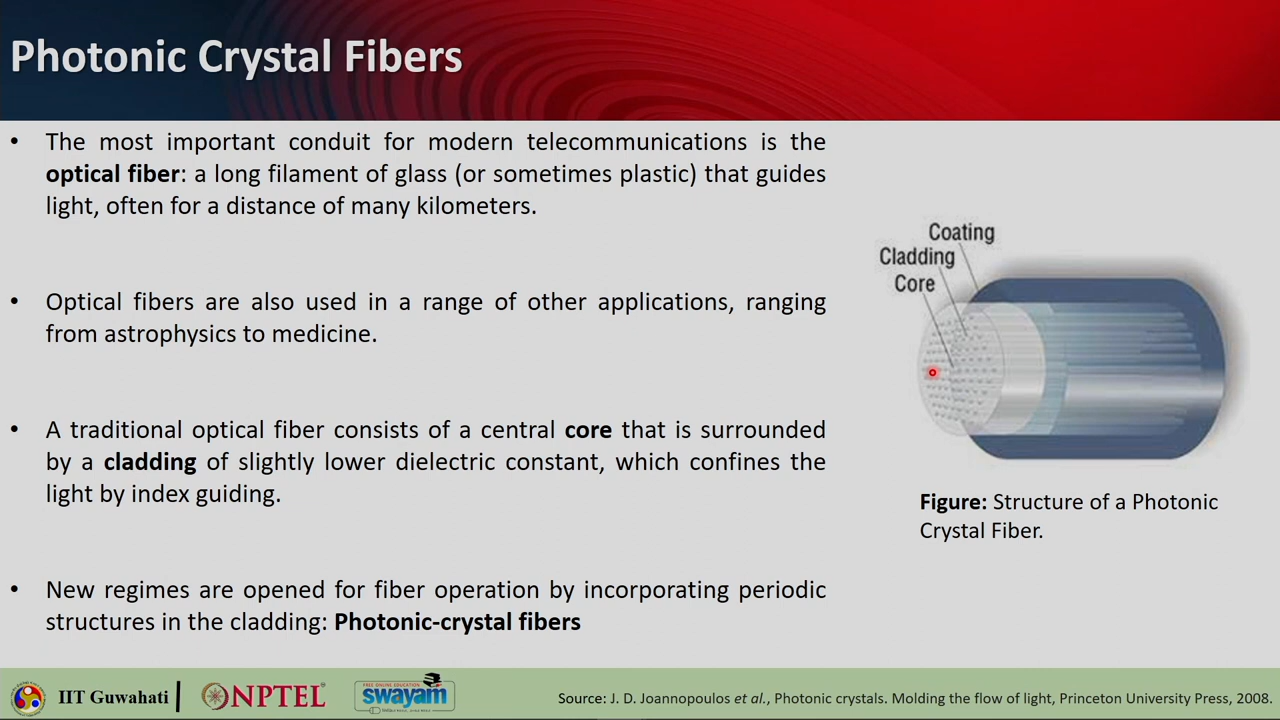 Photonic Crystal Fibers
• The most important conduit for modern telecommunications is the
optical fiber: a long filament of glass (or sometimes plastic) that guides
light, often for a distance of many kilometers.
• Optical fibers are also used in a range of other applications, ranging
from astrophysics to medicine.
• A traditional optical fiber consists of a central core that is surrounded
by a cladding of slightly lower dielectric constant, which confines the
light by index guiding.
• New regimes are opened for fiber operation by incorporating periodic
structures in the cladding: Photonic-crystal fibers
Coating
Cladding
Core
Figure: Structure of a Photonic
Crystal Fiber.
IIT Guwahati
NPTEL
FREE ONLINE EDUCATION
swayam
Source: J. D. Joannopoulos et al., Photonic crystals. Molding the flow of light, Princeton University Press, 2008.